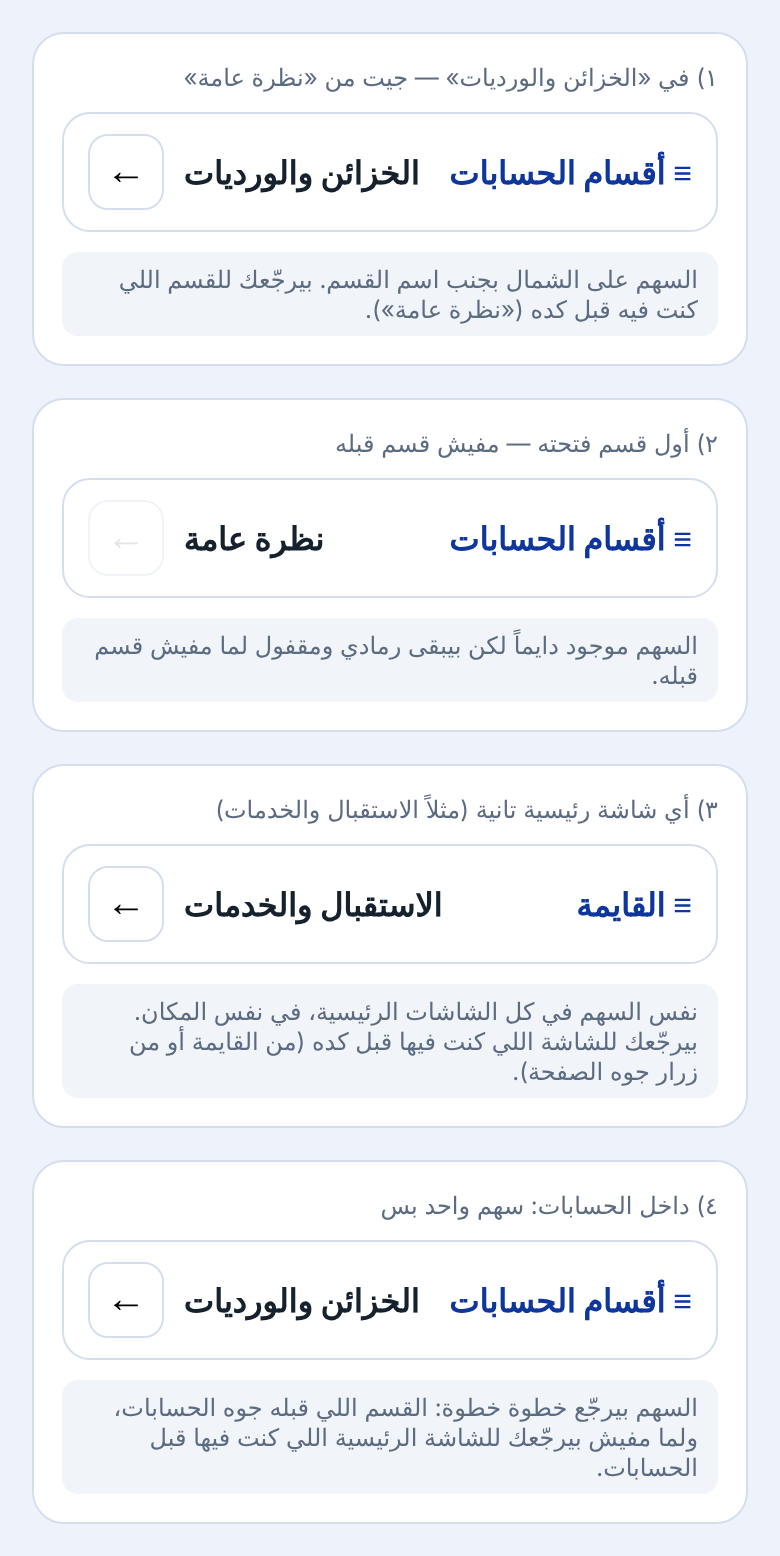 ١) في «الخزائن والورديات» — جيت من «نظرة عامة»
≡ أقسام الحسابات الخزائن والورديات ←
السهم على الشمال بجنب اسم القسم. بيرجّعك للقسم اللي
كنت فيه قبل كده («نظرة عامة»).
٢) أول قسم فتحته — مفيش قسم قبله
≡ أقسام الحسابات نظرة عامة ←
السهم موجود دايماً لكن بيبقى رمادي ومقفول لما مفيش قسم
قبله.
٣) أي شاشة رئيسية تانية (مثلاً الاستقبال والخدمات)
≡ القايمة الاستقبال والخدمات ←
نفس السهم في كل الشاشات الرئيسية، في نفس المكان.
بيرجّعك للشاشة اللي كنت فيها قبل كده (من القايمة أو من
زرار جوه الصفحة).
٤) داخل الحسابات: سهم واحد بس
≡ أقسام الحسابات الخزائن والورديات ←
السهم بيرجّع خطوة خطوة: القسم اللي قبله جوه الحسابات،
ولما مفيش بيرجّعك للشاشة الرئيسية اللي كنت فيها قبل
الحسابات.